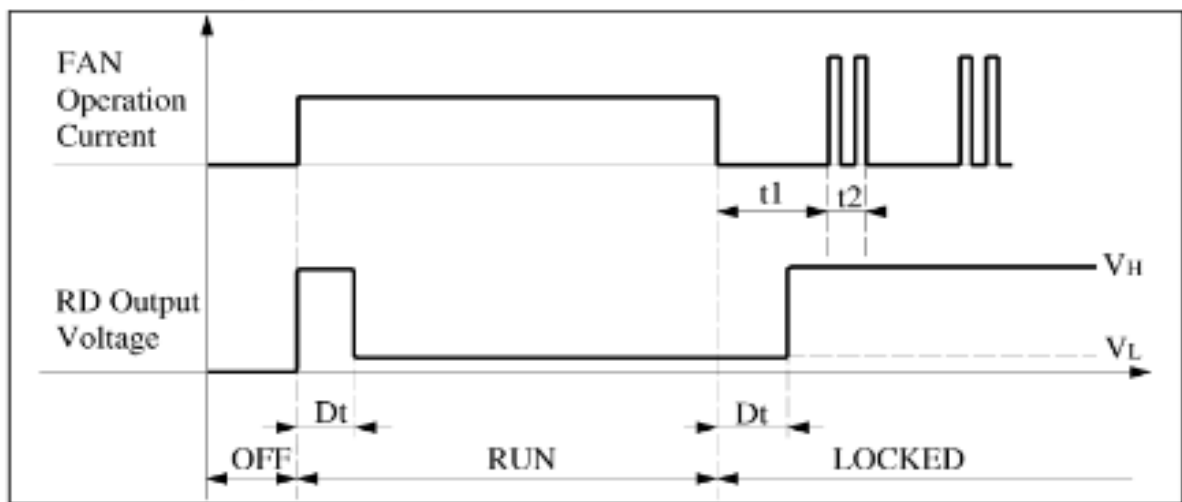 FAN
Operation
Current
t1
t2
RD Output
Voltage
VH
VL
Dt
Dt
OFF
RUN
LOCKED